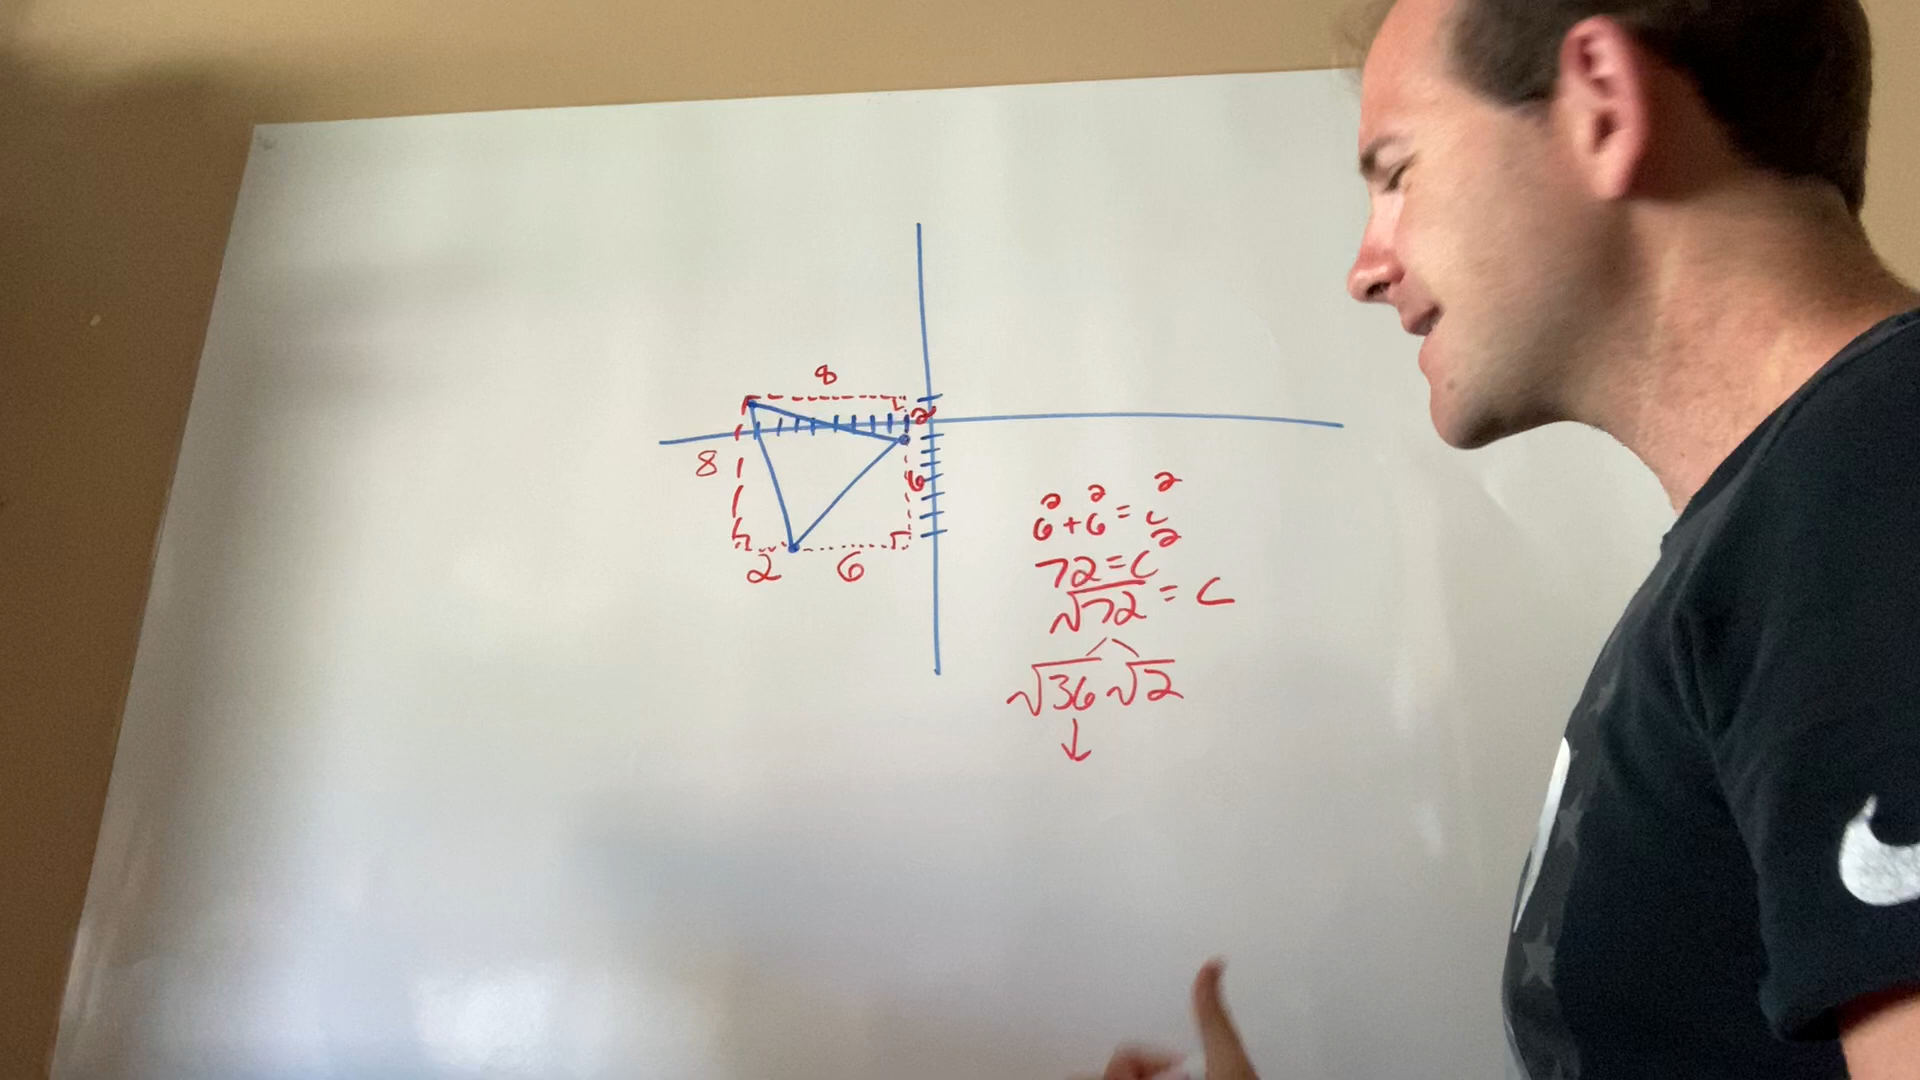 8
2
8
6
2 6
6² + 6² = c²
72 = c²
√72 = c
√36 √2
↓